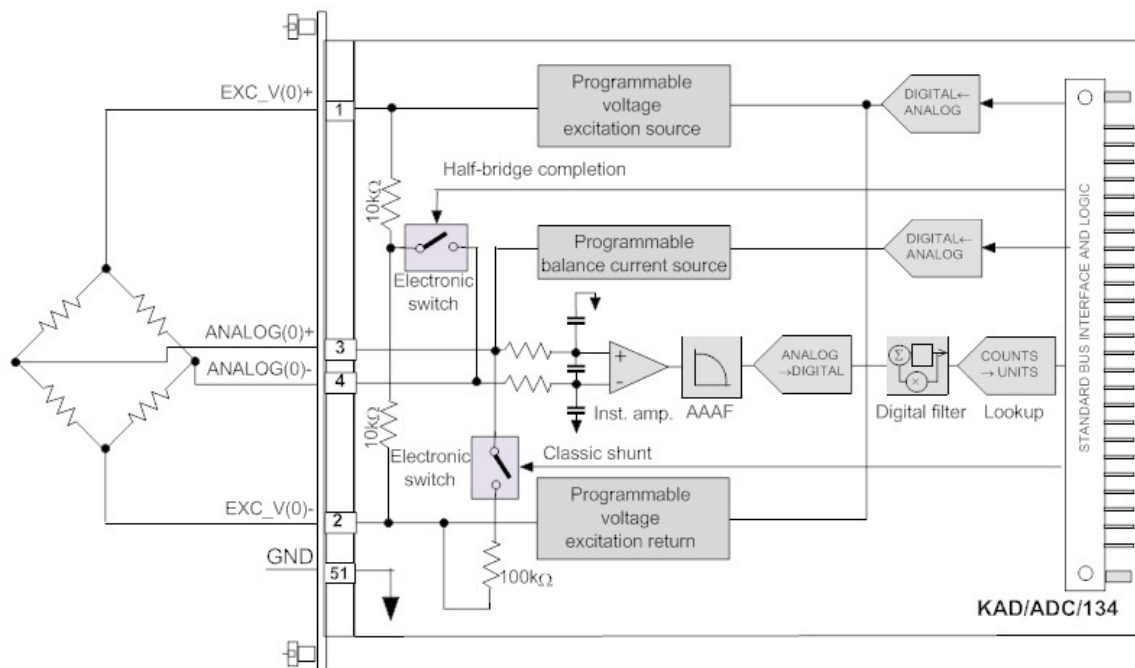 EXC_V(0)+
1
Programmable
voltage
excitation source
DIGITAL←
ANALOG
Half-bridge completion
10kΩ
Electronic
switch
Programmable
balance current source
DIGITAL←
ANALOG
ANALOG(0)+
3
ANALOG(0)-
4
+
-
Inst. amp.
AAAF
ANALOG
→DIGITAL
Σ
×
Digital filter
COUNTS
→ UNITS
Lookup
STANDARD BUS INTERFACE AND LOGIC
10kΩ
Electronic
switch
Classic shunt
EXC_V(0)-
2
Programmable
voltage
excitation return
GND
51
100kΩ
KAD/ADC/134